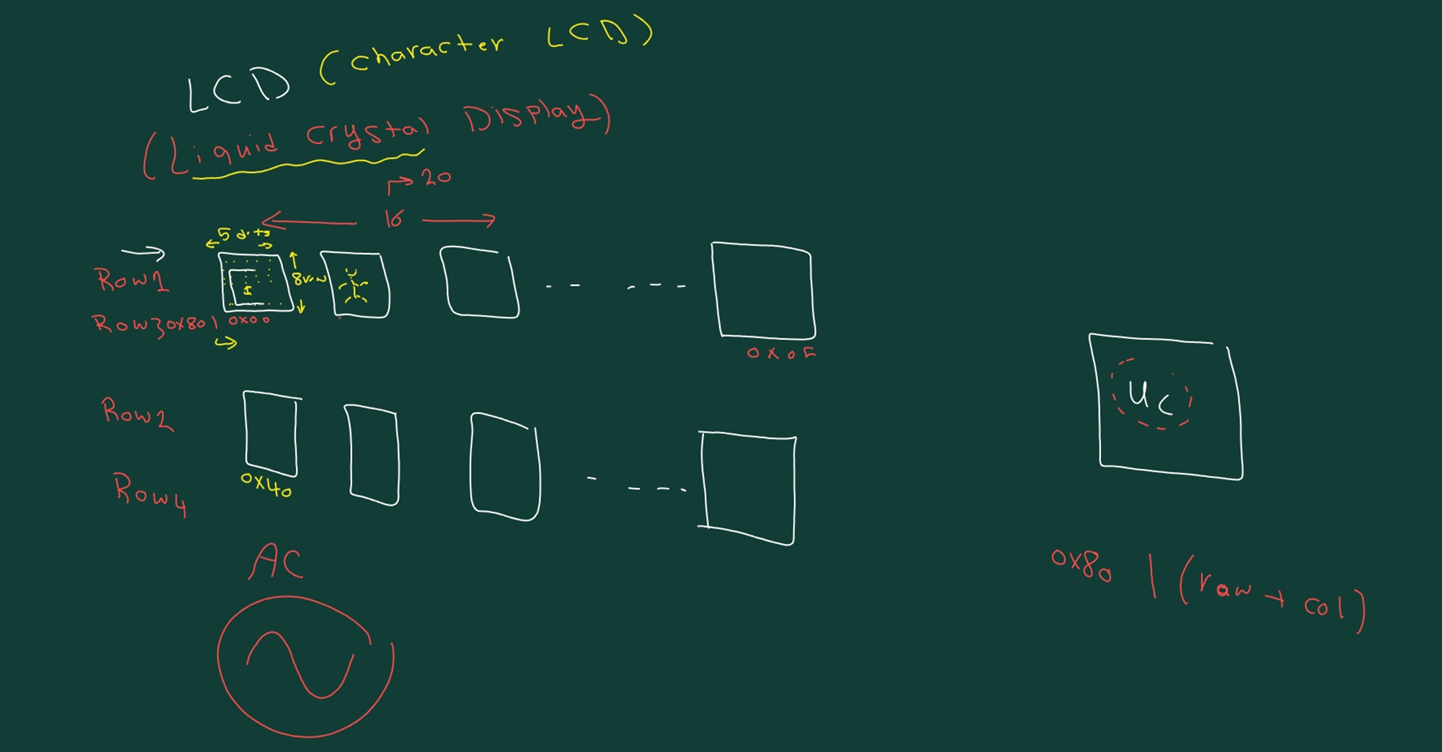 LCD (character LCD)
(Liquid crystal Display)
20
16
5 dots
Row1
8row
Row3 0x80 | 0x00
0x0F
uc
Row2
0x40
Row4
AC
0x80 | (raw + col)